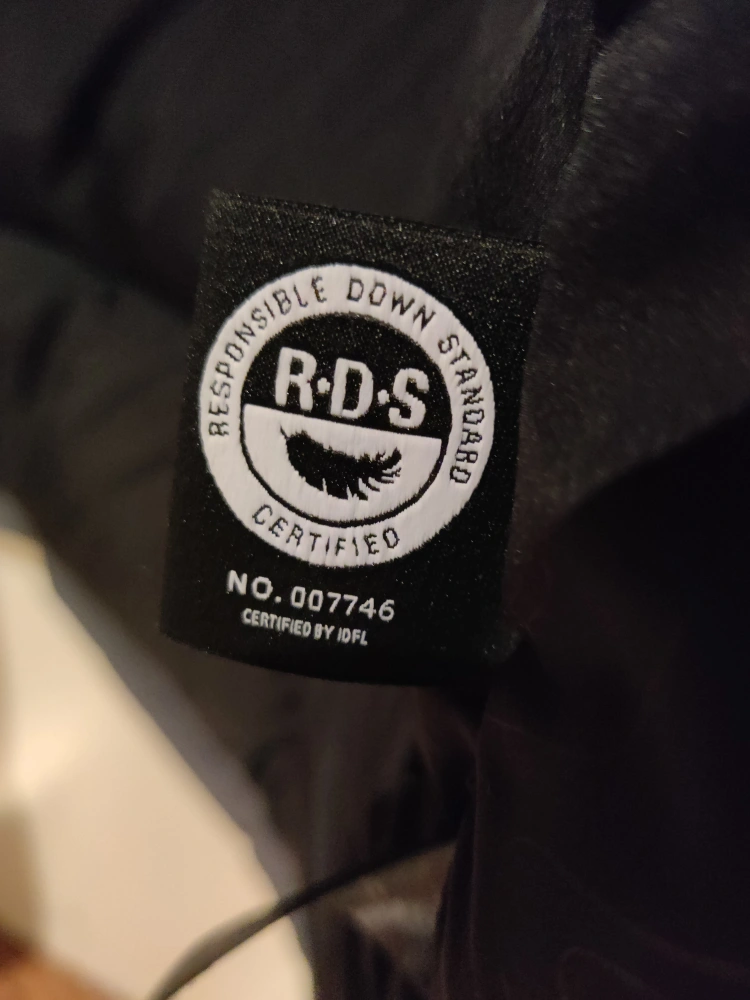 RESPONSIBLE DOWN STANDARD
R·D·S
CERTIFIED
NO. 007746
CERTIFIED BY IDFL